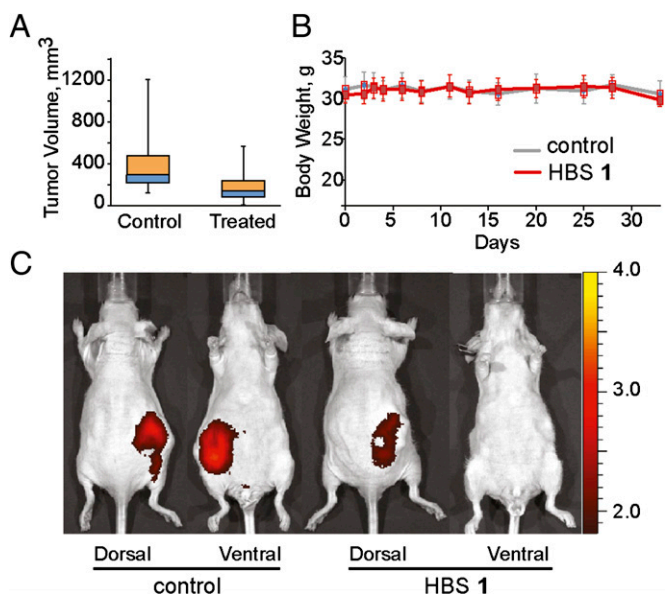 A
Tumor Volume, mm3
1200
800
400
0
Control Treated
B
Body Weight, g
35
30
25
20
0 5 10 15 20 25 30
Days
control
HBS 1
C
4.0
3.0
2.0
Dorsal Ventral Dorsal Ventral
control HBS 1